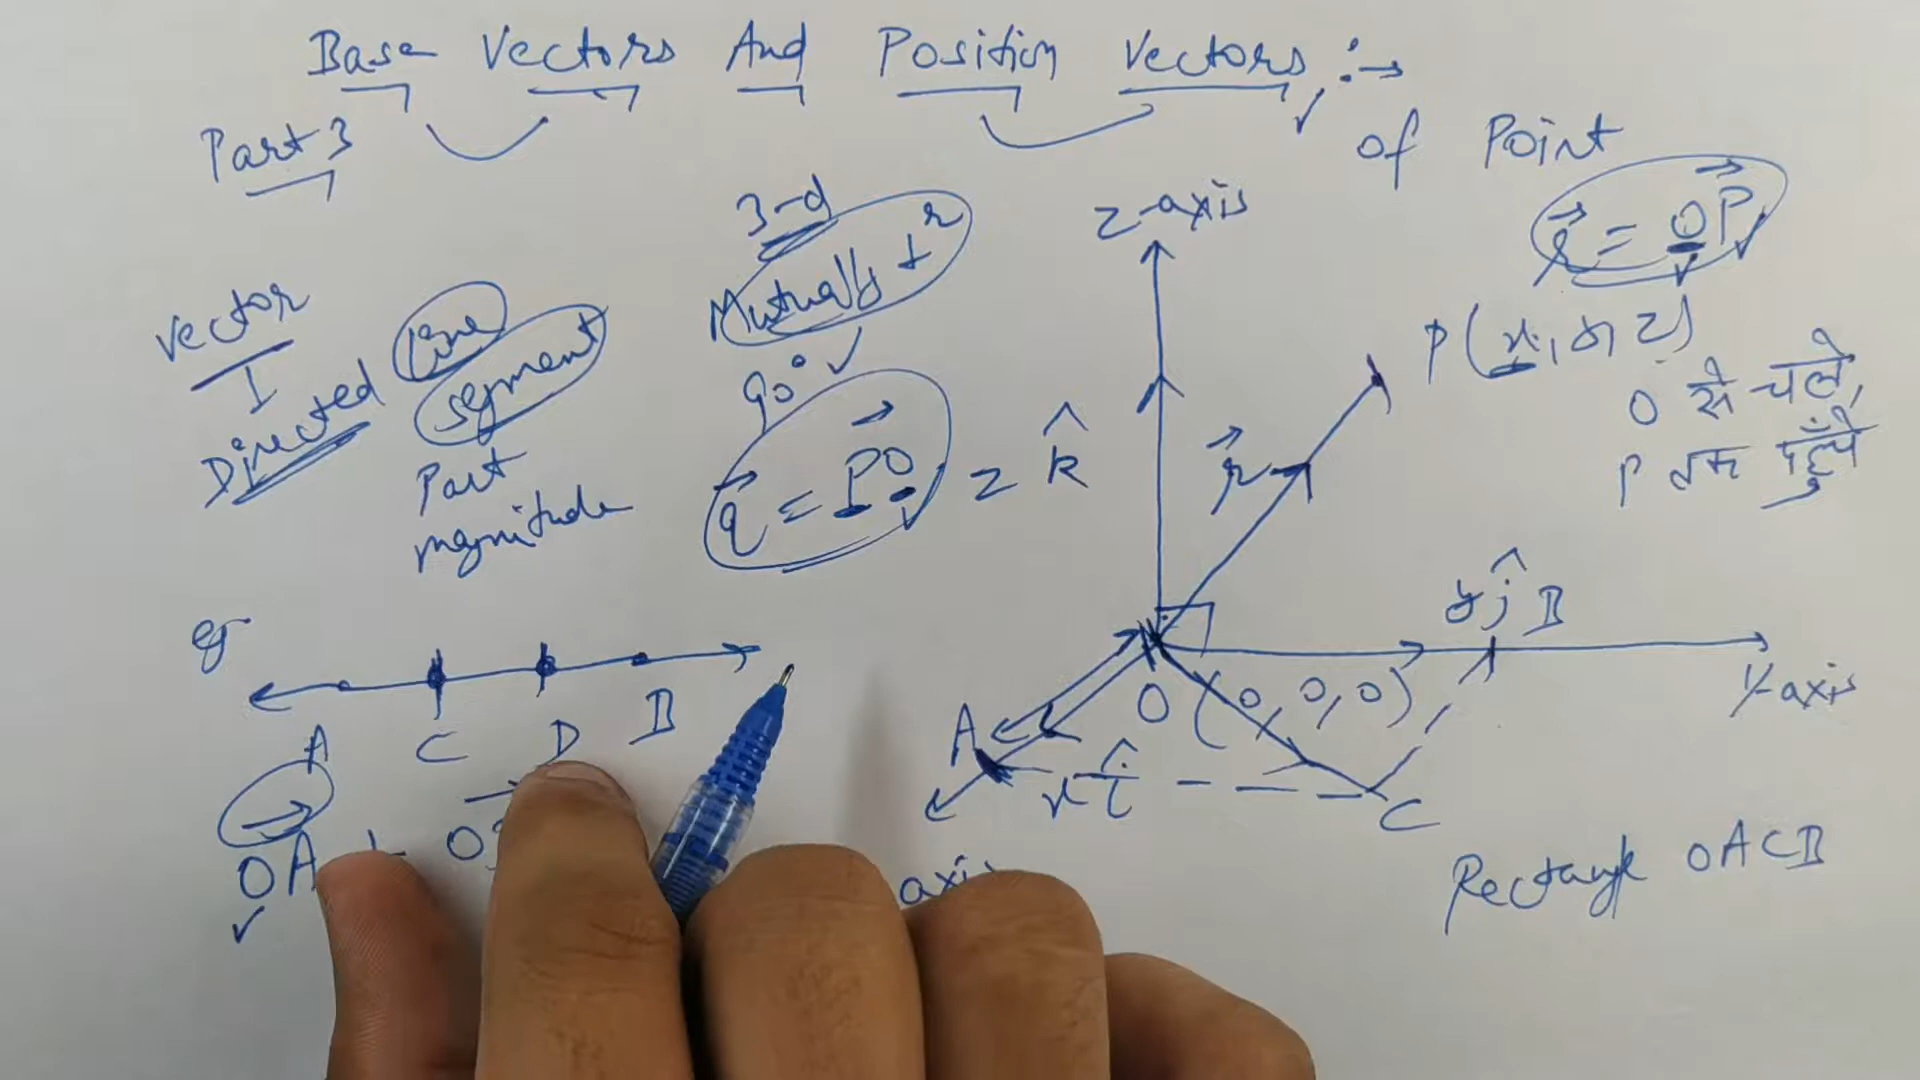 Base Vectors And Position Vectors :→
Part 3
of Point
3-d
Mutually ⊥r
90°
z-axis
r⃗ = OP⃗
P(x, y, z)
O से चले,
P तक पहुँचे
Vector
Directed
Line
segment
Part
magnitude
q⃗ = PO⃗
z k̂
r⃗
eg
A C D B
y ĵ B
Y-axis
O (0, 0, 0)
A
x î
C
OA⃗ +
axis
Rectangle OACB